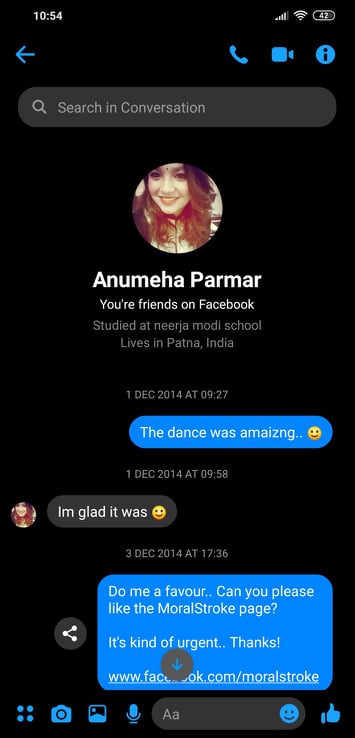 10:54
42
Search in Conversation
Anumeha Parmar
You're friends on Facebook
Studied at neerja modi school
Lives in Patna, India
1 DEC 2014 AT 09:27
The dance was amaizng.. 😃
1 DEC 2014 AT 09:58
Im glad it was 😃
3 DEC 2014 AT 17:36
Do me a favour.. Can you please
like the MoralStroke page?
It's kind of urgent.. Thanks!
www.facebook.com/moralstroke
Aa